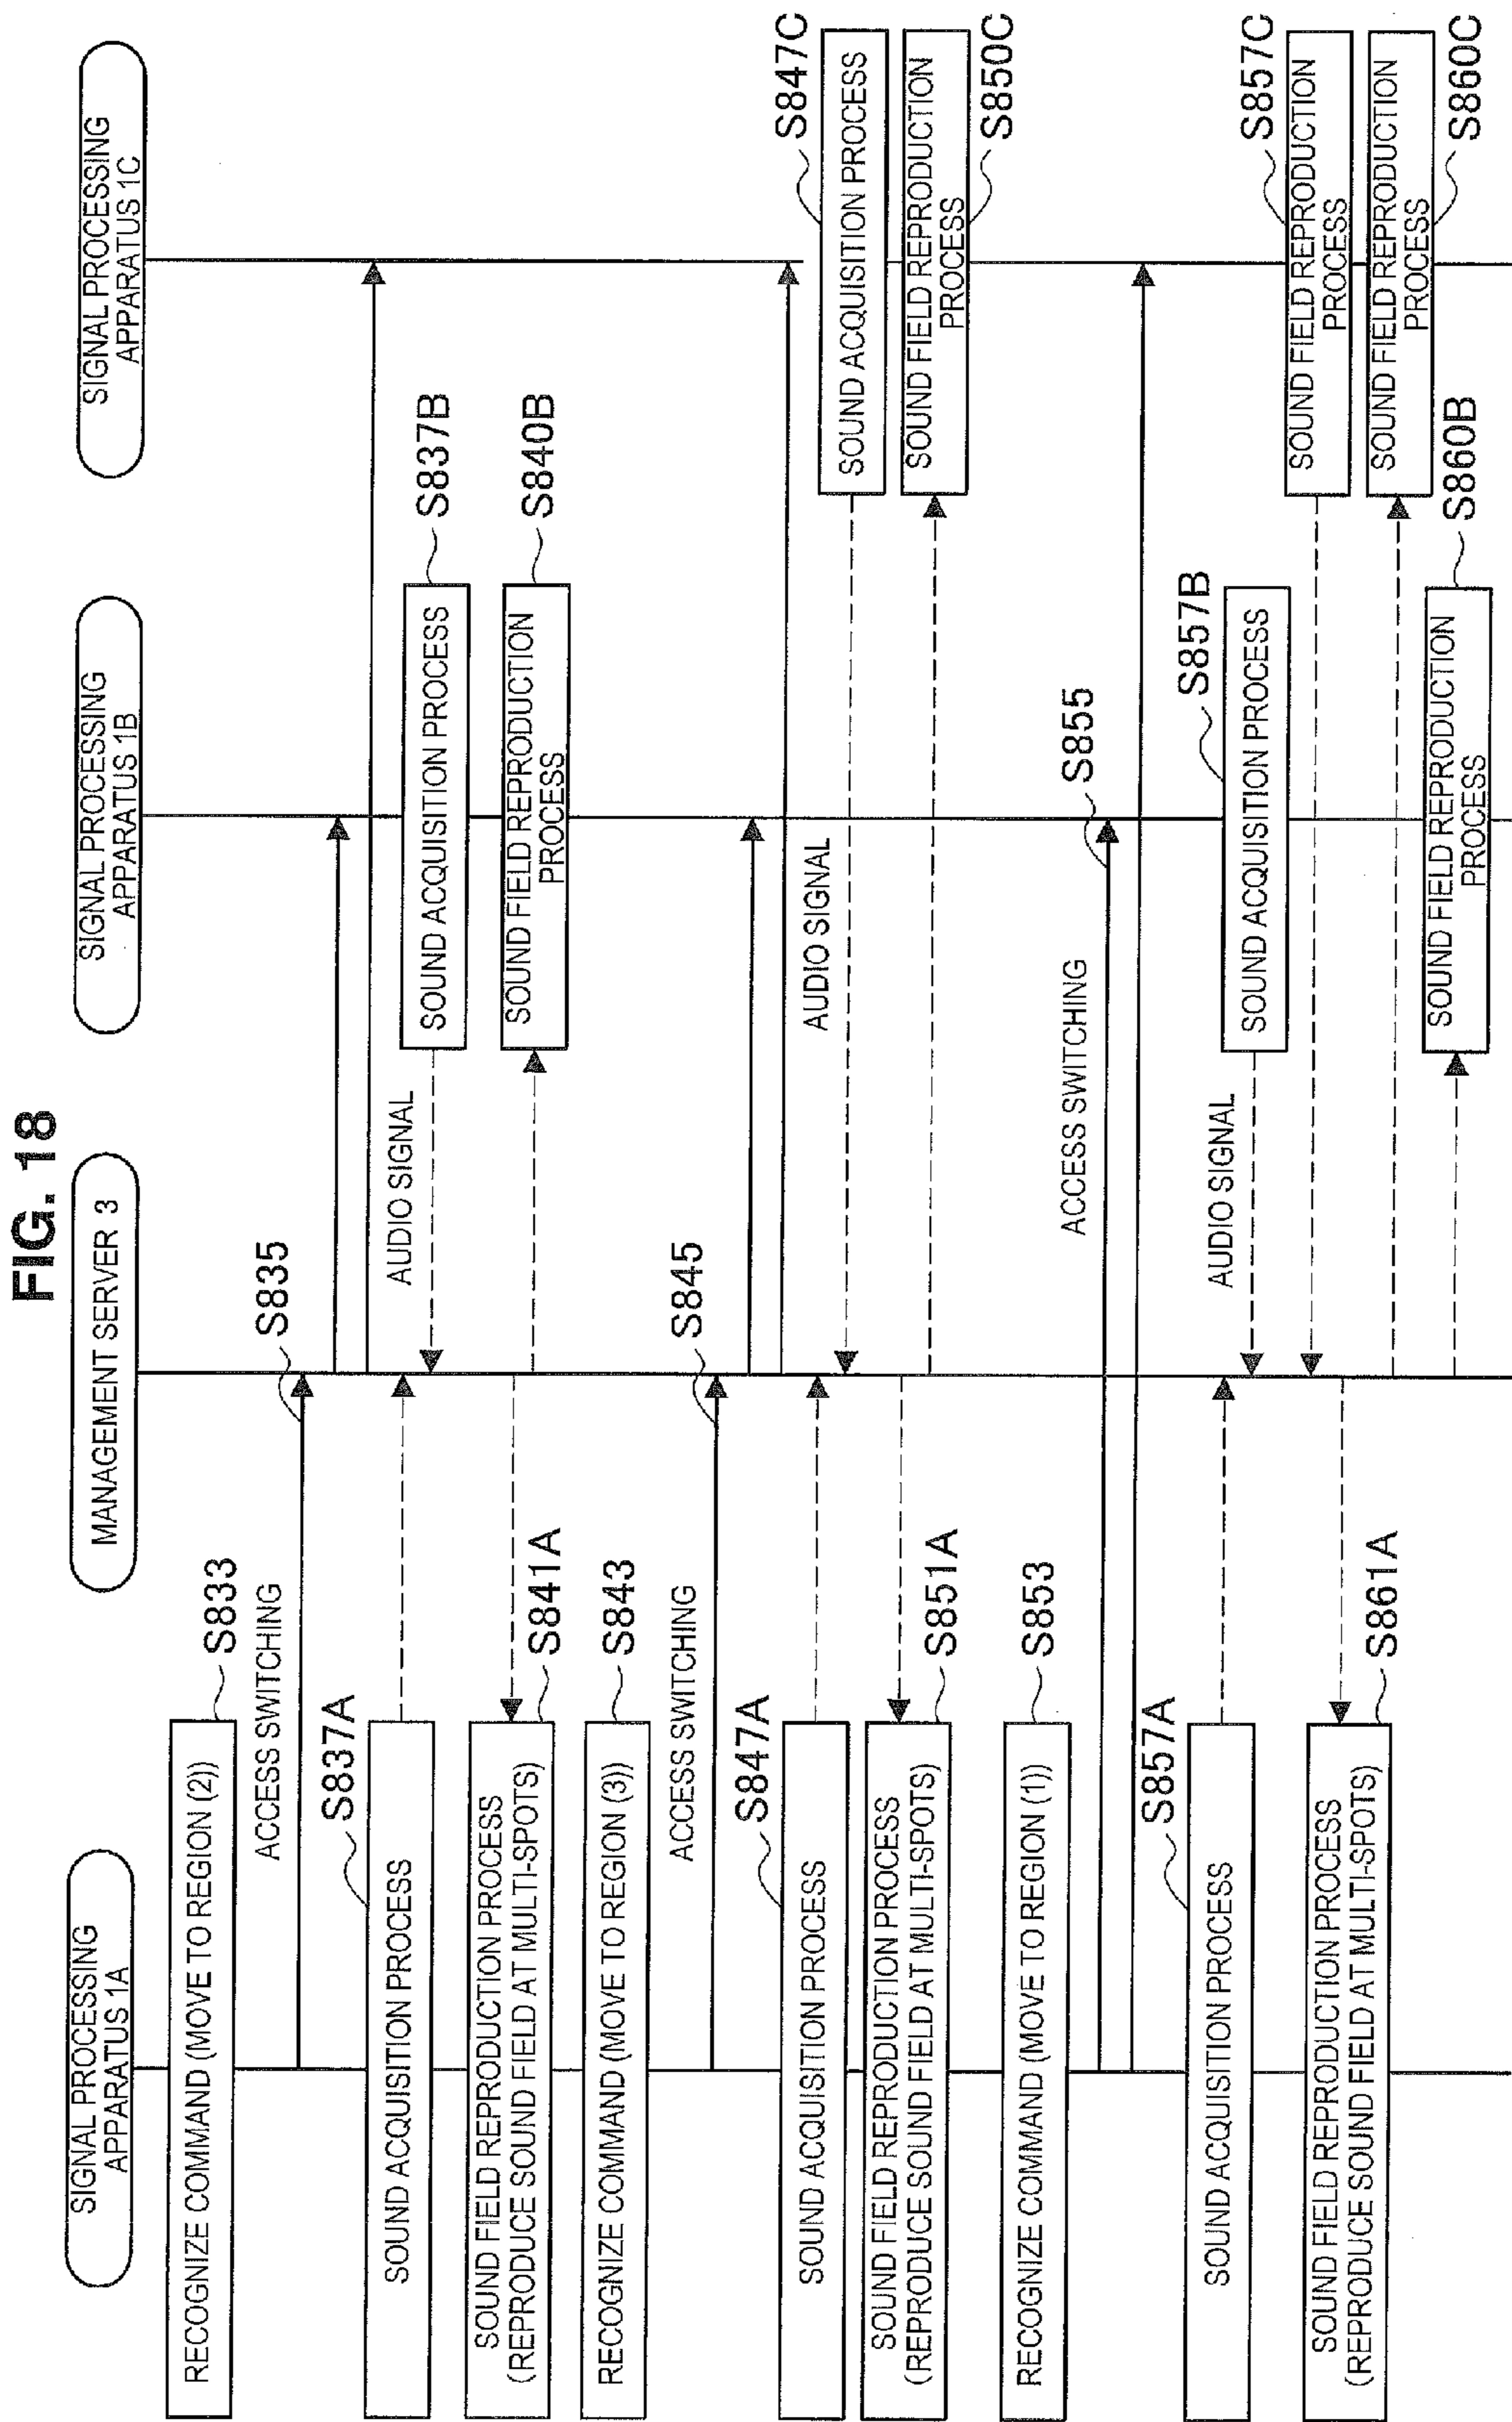 FIG. 18
SIGNAL PROCESSING
APPARATUS 1A
MANAGEMENT SERVER 3
SIGNAL PROCESSING
APPARATUS 1B
SIGNAL PROCESSING
APPARATUS 1C
RECOGNIZE COMMAND (MOVE TO REGION (2))
S833
ACCESS SWITCHING
S835
S837A
SOUND ACQUISITION PROCESS
AUDIO SIGNAL
SOUND ACQUISITION PROCESS
S837B
SOUND FIELD REPRODUCTION PROCESS
(REPRODUCE SOUND FIELD AT MULTI-SPOTS)
S841A
SOUND FIELD REPRODUCTION
PROCESS
S840B
RECOGNIZE COMMAND (MOVE TO REGION (3))
S843
ACCESS SWITCHING
S845
S847A
SOUND ACQUISITION PROCESS
AUDIO SIGNAL
S847C
SOUND ACQUISITION PROCESS
SOUND FIELD REPRODUCTION PROCESS
(REPRODUCE SOUND FIELD AT MULTI-SPOTS)
S851A
SOUND FIELD REPRODUCTION
PROCESS
S850C
RECOGNIZE COMMAND (MOVE TO REGION (1))
S853
ACCESS SWITCHING
S855
S857A
SOUND ACQUISITION PROCESS
AUDIO SIGNAL
S857B
SOUND ACQUISITION PROCESS
S857C
SOUND FIELD REPRODUCTION
PROCESS
SOUND FIELD REPRODUCTION PROCESS
(REPRODUCE SOUND FIELD AT MULTI-SPOTS)
S861A
SOUND FIELD REPRODUCTION
PROCESS
S860C
SOUND FIELD REPRODUCTION
PROCESS
S860B